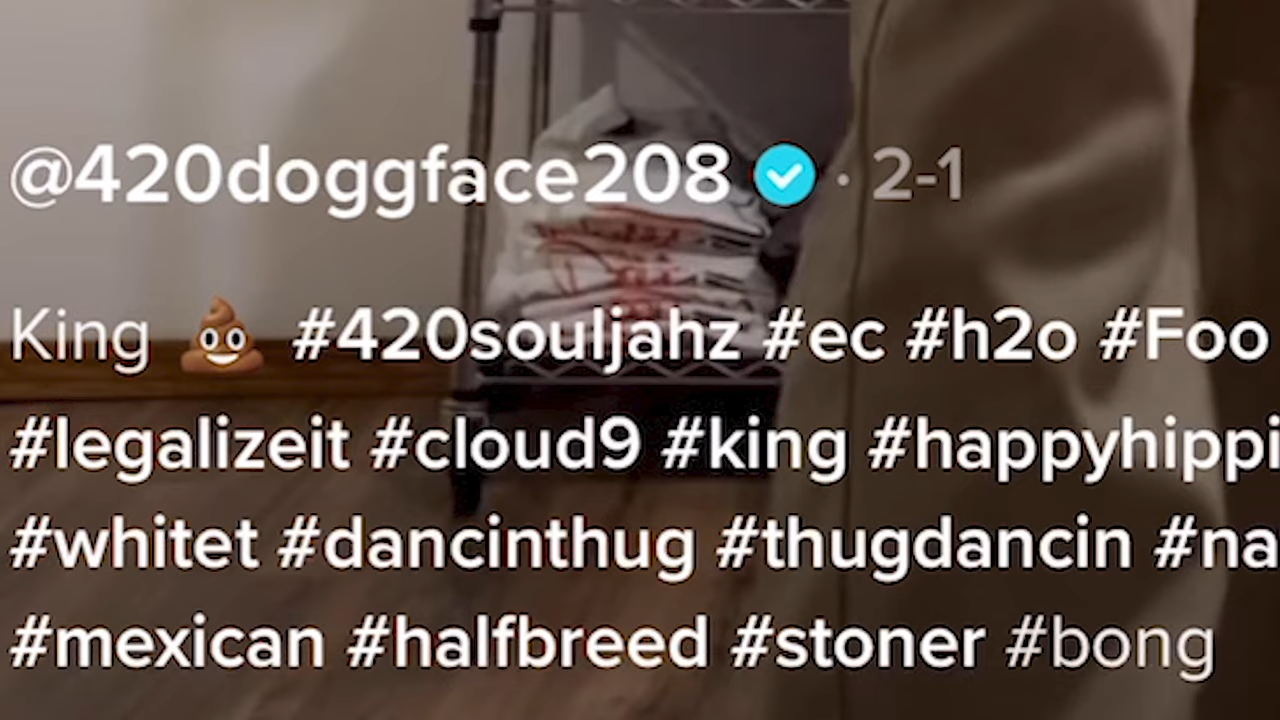 @420doggface208 · 2-1
King 💩 #420souljahz #ec #h2o #Foo
#legalizeit #cloud9 #king #happyhippi
#whitet #dancinthug #thugdancin #na
#mexican #halfbreed #stoner #bong